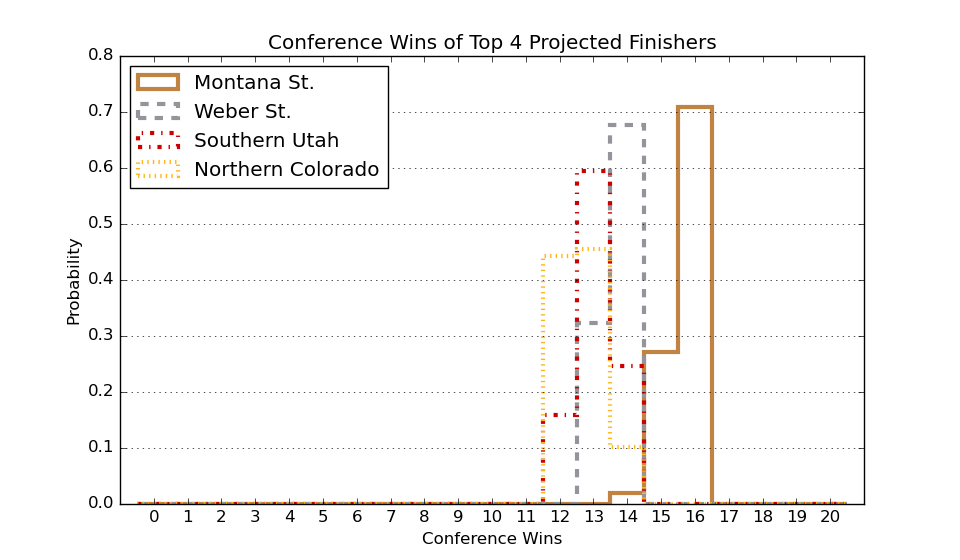 Conference Wins of Top 4 Projected Finishers
0.8
0.7
0.6
0.5
0.4
0.3
0.2
0.1
0.0
Probability
Montana St.
Weber St.
Southern Utah
Northern Colorado
0 1 2 3 4 5 6 7 8 9 10 11 12 13 14 15 16 17 18 19 20
Conference Wins